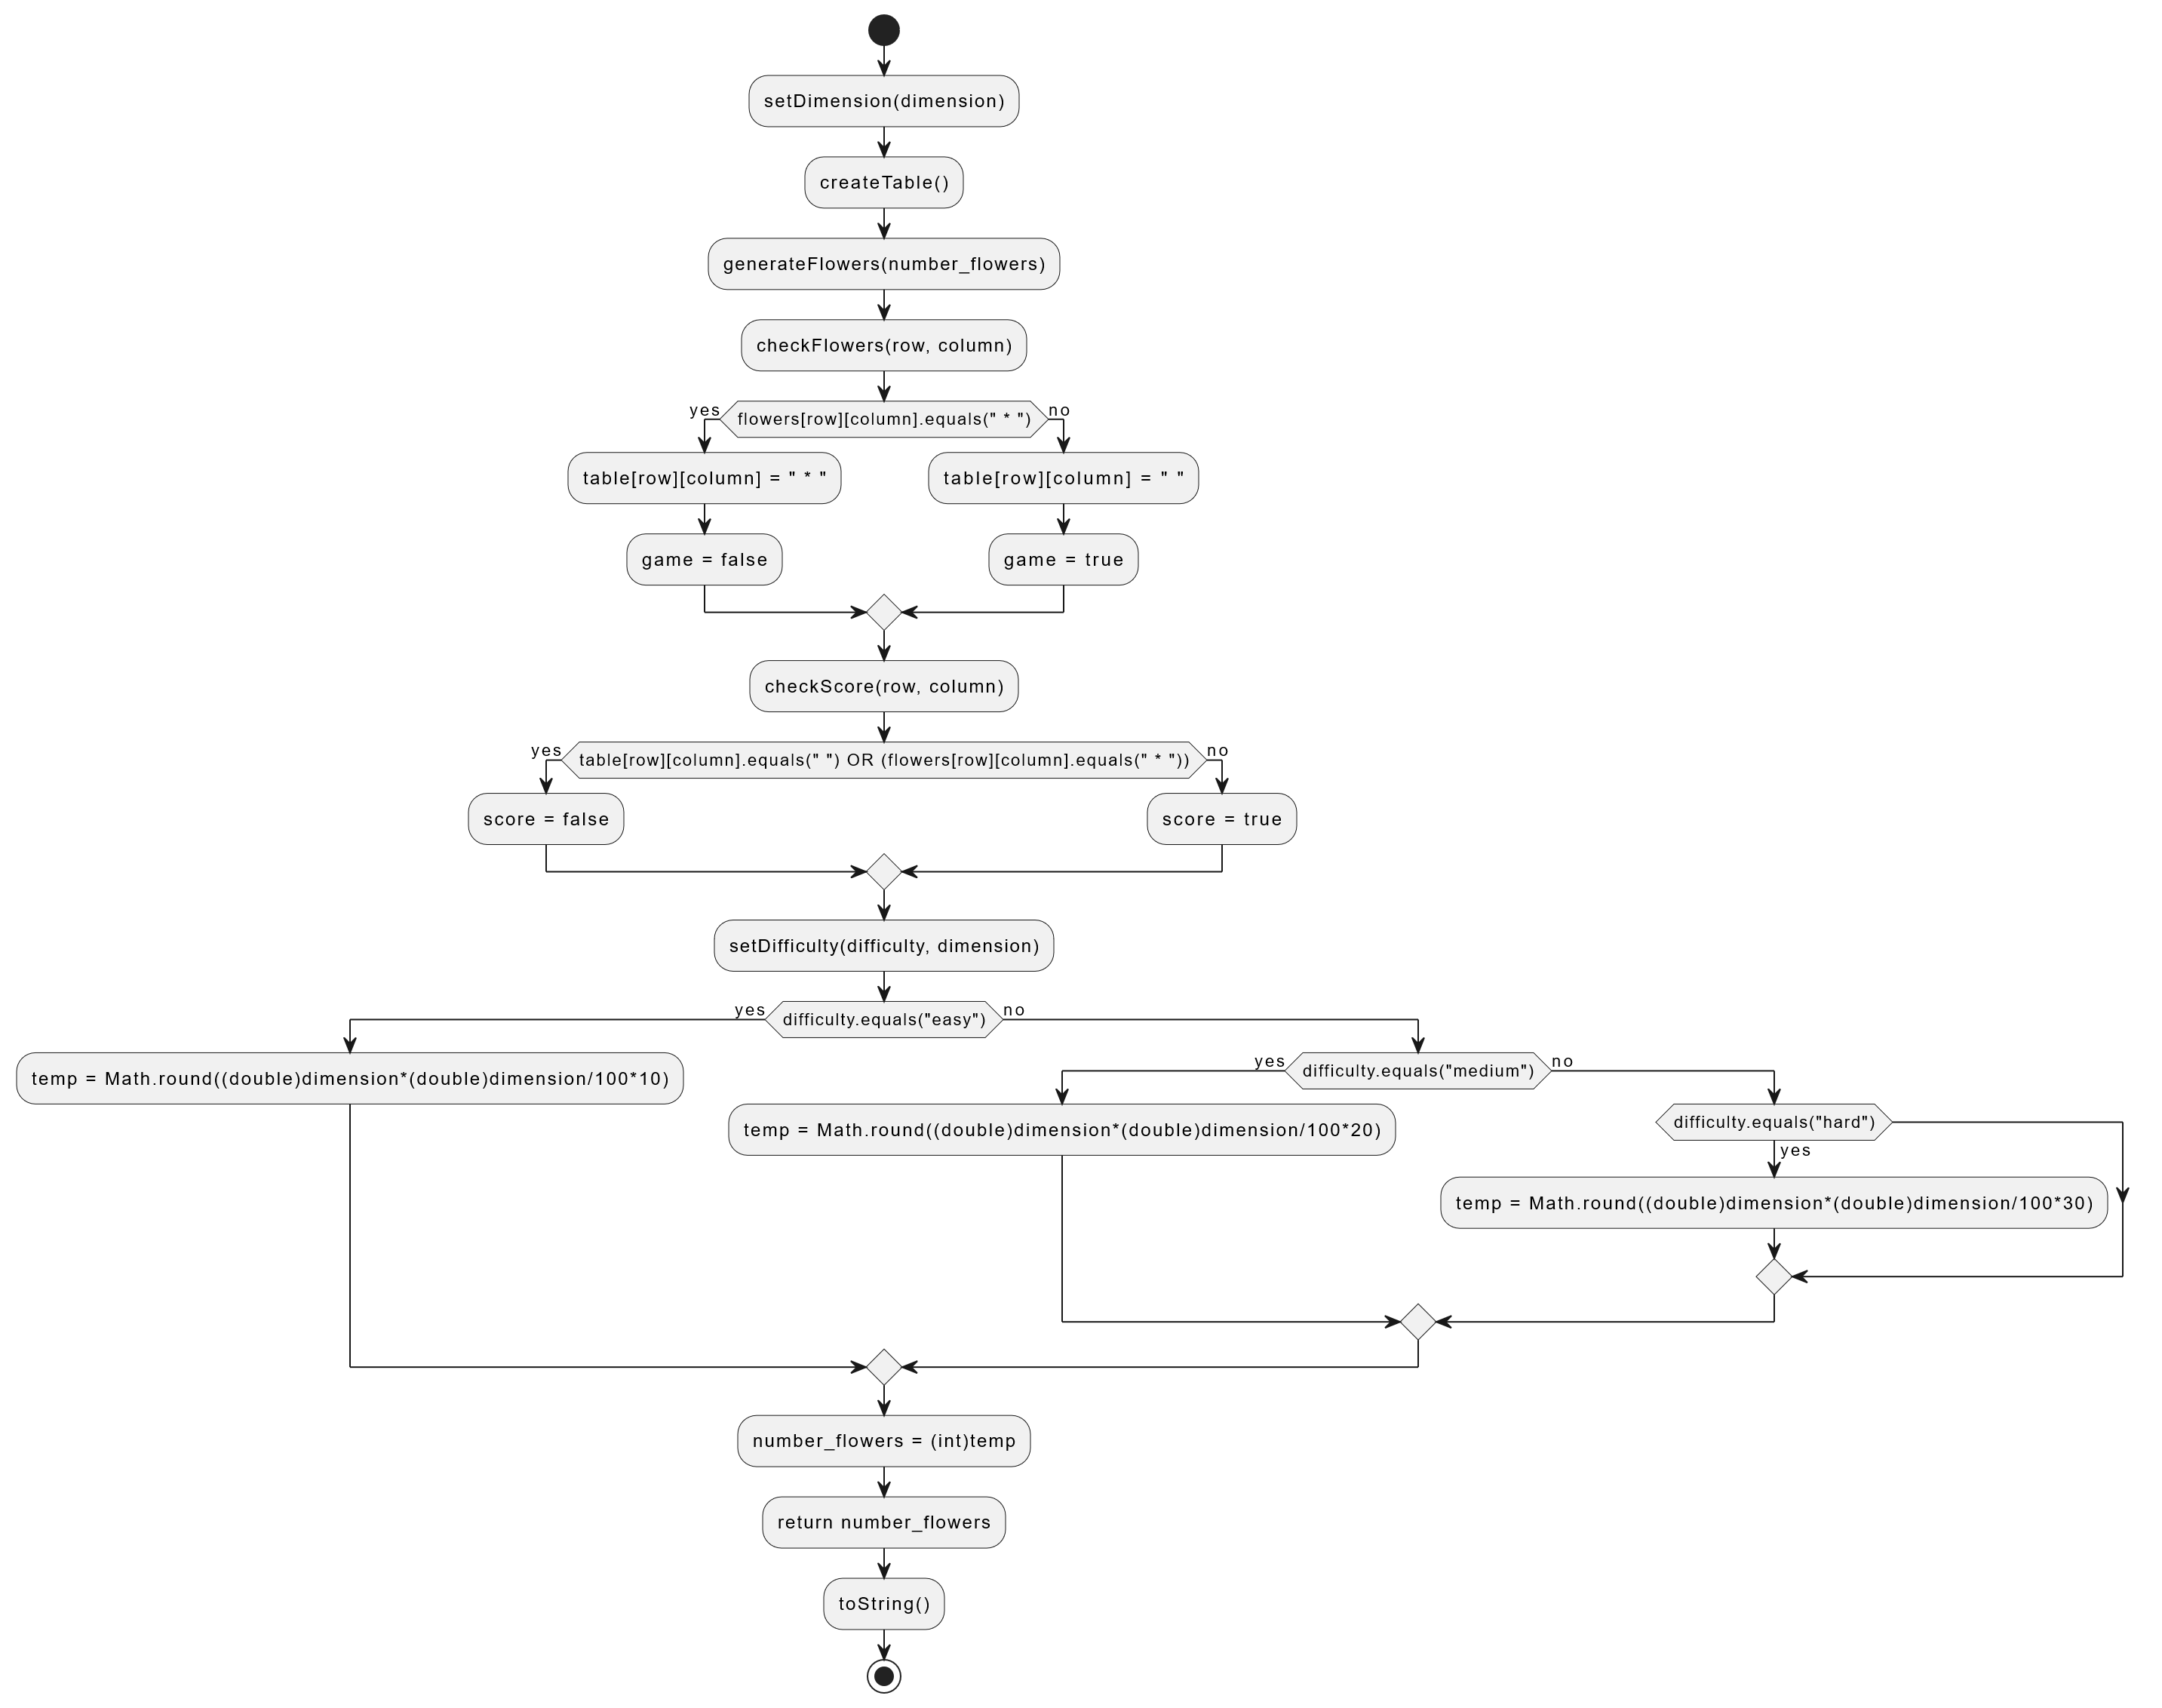 setDimension(dimension)
createTable()
generateFlowers(number_flowers)
checkFlowers(row, column)
yes
flowers[row][column].equals(" * ")
no
table[row][column] = " * "
table[row][column] = " "
game = false
game = true
checkScore(row, column)
yes
table[row][column].equals(" ") OR (flowers[row][column].equals(" * "))
no
score = false
score = true
setDifficulty(difficulty, dimension)
yes
difficulty.equals("easy")
no
temp = Math.round((double)dimension*(double)dimension/100*10)
yes
difficulty.equals("medium")
no
temp = Math.round((double)dimension*(double)dimension/100*20)
difficulty.equals("hard")
yes
temp = Math.round((double)dimension*(double)dimension/100*30)
number_flowers = (int)temp
return number_flowers
toString()